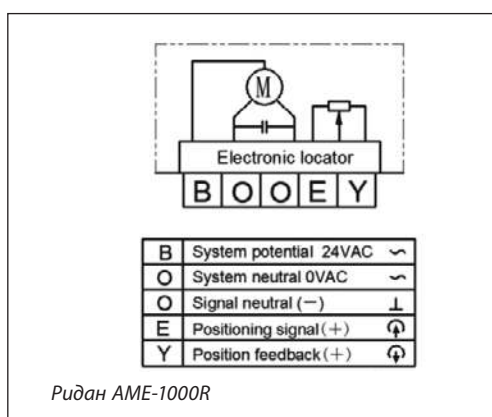 M
Electronic locator
B O O E Y
B System potential 24VAC ∽
O System neutral 0VAC ∽
O Signal neutral (—) ⊥
E Positioning signal (+)
Y Position feedback (+)
Ридан AME-1000R